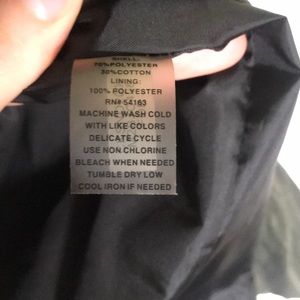 SHELL:
70%POLYESTER
30%COTTON
LINING:
100% POLYESTER
RN# 54163
MACHINE WASH COLD
WITH LIKE COLORS
DELICATE CYCLE
USE NON CHLORINE
BLEACH WHEN NEEDED
TUMBLE DRY LOW
COOL IRON IF NEEDED